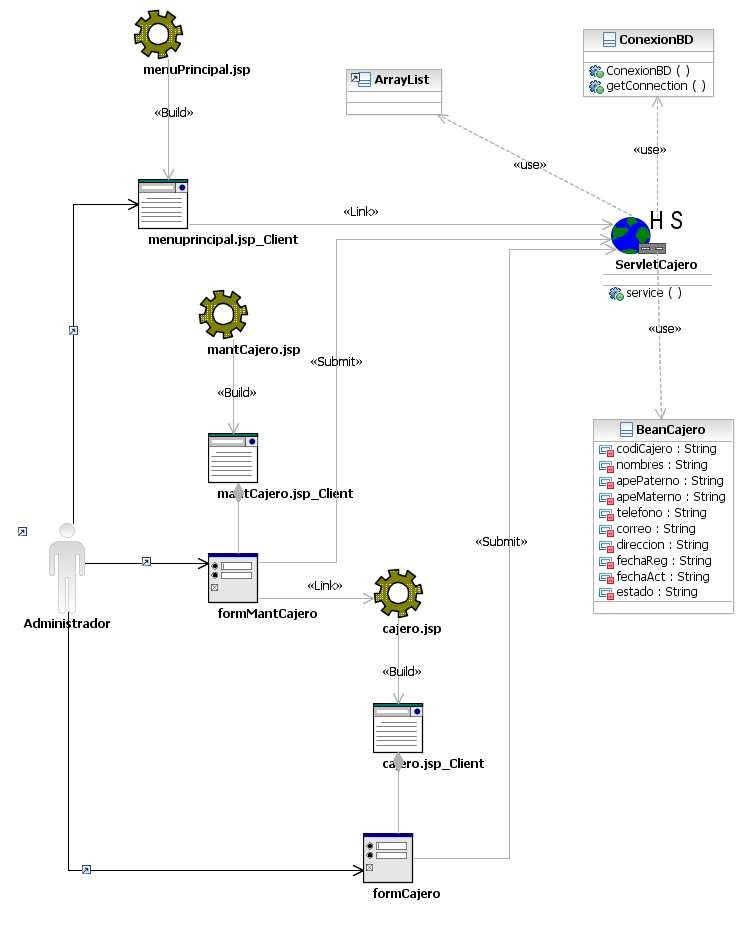 ConexionBD
ConexionBD ( )
getConnection ( )
menuPrincipal.jsp
ArrayList
«Build»
«use»
«use»
«Link»
H S
menuprincipal.jsp_Client
ServletCajero
service ( )
«use»
mantCajero.jsp
«Submit»
«Build»
BeanCajero
codiCajero : String
nombres : String
apePaterno : String
apeMaterno : String
telefono : String
correo : String
direccion : String
fechaReg : String
fechaAct : String
estado : String
mantCajero.jsp_Client
«Submit»
«Link»
formMantCajero
Administrador
cajero.jsp
«Build»
cajero.jsp_Client
formCajero